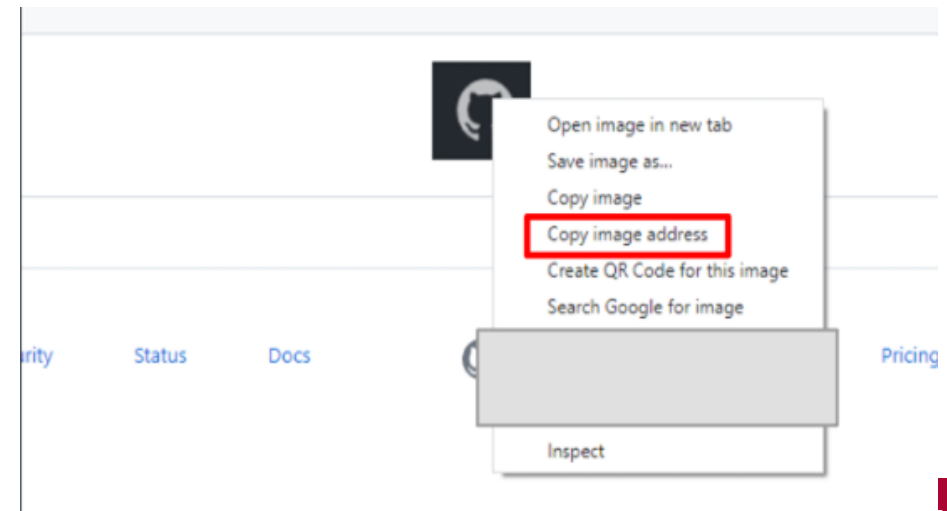 Open image in new tab
Save image as...
Copy image
Copy image address
Create QR Code for this image
Search Google for image
urity Status Docs Pricing
Inspect